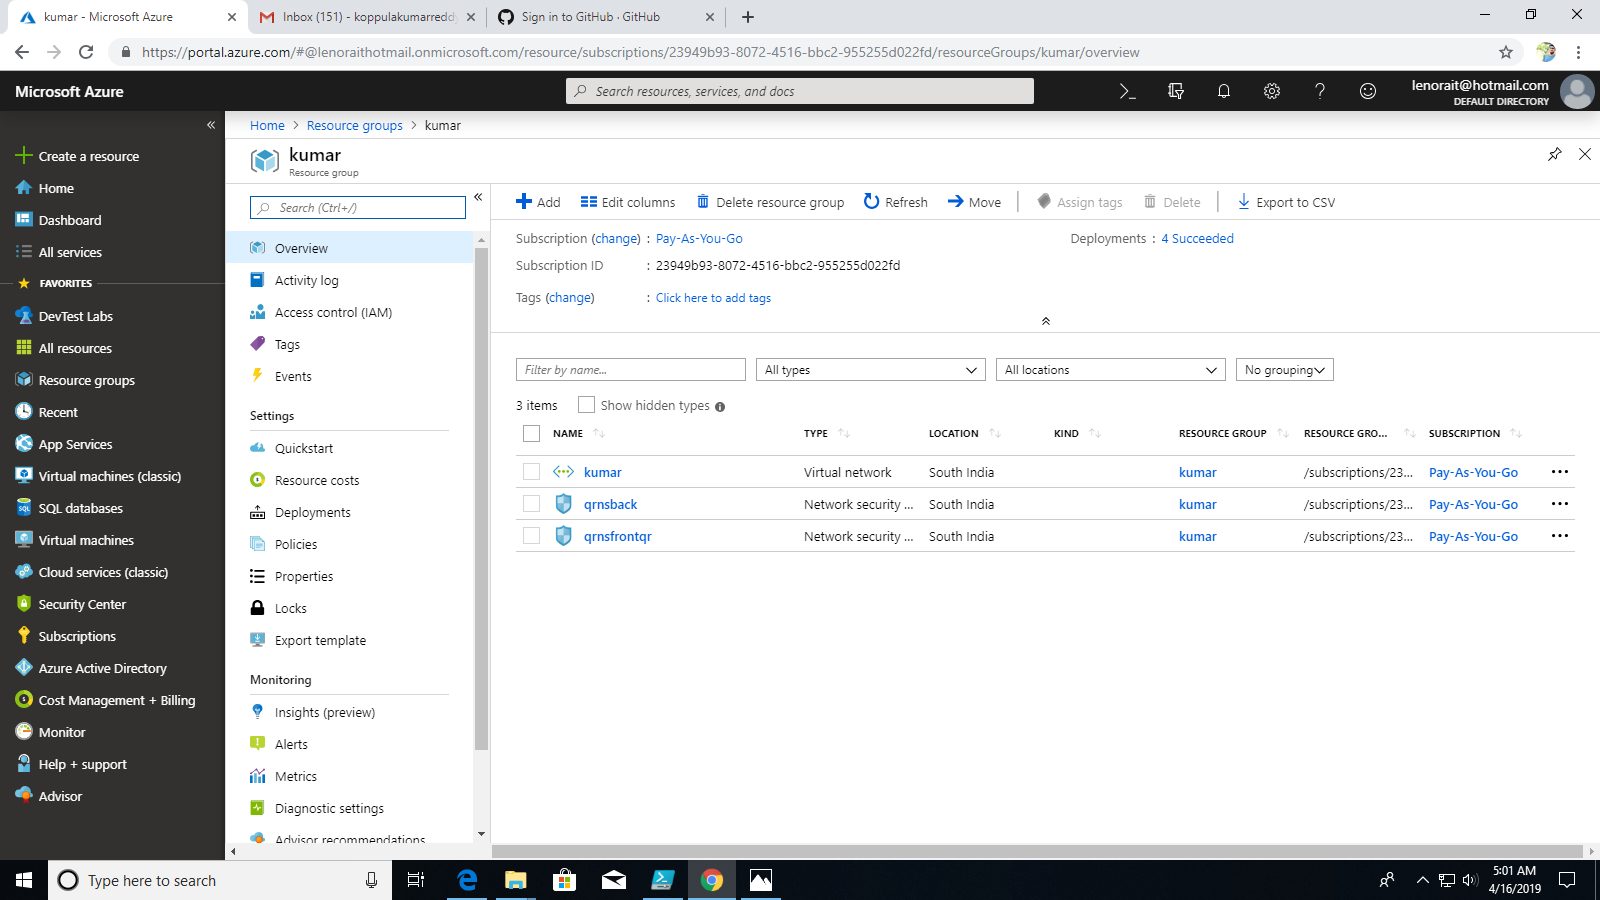 kumar - Microsoft Azure
Inbox (151) - koppulakumarreddy
Sign in to GitHub · GitHub
https://portal.azure.com/#@lenoraithotmail.onmicrosoft.com/resource/subscriptions/23949b93-8072-4516-bbc2-955255d022fd/resourceGroups/kumar/overview
Microsoft Azure
Search resources, services, and docs
lenorait@hotmail.com
DEFAULT DIRECTORY
Create a resource
Home
Dashboard
All services
FAVORITES
DevTest Labs
All resources
Resource groups
Recent
App Services
Virtual machines (classic)
SQL databases
Virtual machines
Cloud services (classic)
Security Center
Subscriptions
Azure Active Directory
Cost Management + Billing
Monitor
Help + support
Advisor
Home > Resource groups > kumar
kumar
Resource group
Search (Ctrl+/)
Overview
Activity log
Access control (IAM)
Tags
Events
Settings
Quickstart
Resource costs
Deployments
Policies
Properties
Locks
Export template
Monitoring
Insights (preview)
Alerts
Metrics
Diagnostic settings
Advisor recommendations
Add Edit columns Delete resource group Refresh Move Assign tags Delete Export to CSV
Subscription (change) : Pay-As-You-Go
Deployments : 4 Succeeded
Subscription ID : 23949b93-8072-4516-bbc2-955255d022fd
Tags (change) : Click here to add tags
Filter by name... All types All locations No grouping
3 items Show hidden types
NAME TYPE LOCATION KIND RESOURCE GROUP RESOURCE GRO... SUBSCRIPTION
kumar Virtual network South India kumar /subscriptions/23... Pay-As-You-Go ...
qrnsback Network security ... South India kumar /subscriptions/23... Pay-As-You-Go ...
qrnsfrontqr Network security ... South India kumar /subscriptions/23... Pay-As-You-Go ...
Type here to search
5:01 AM
4/16/2019